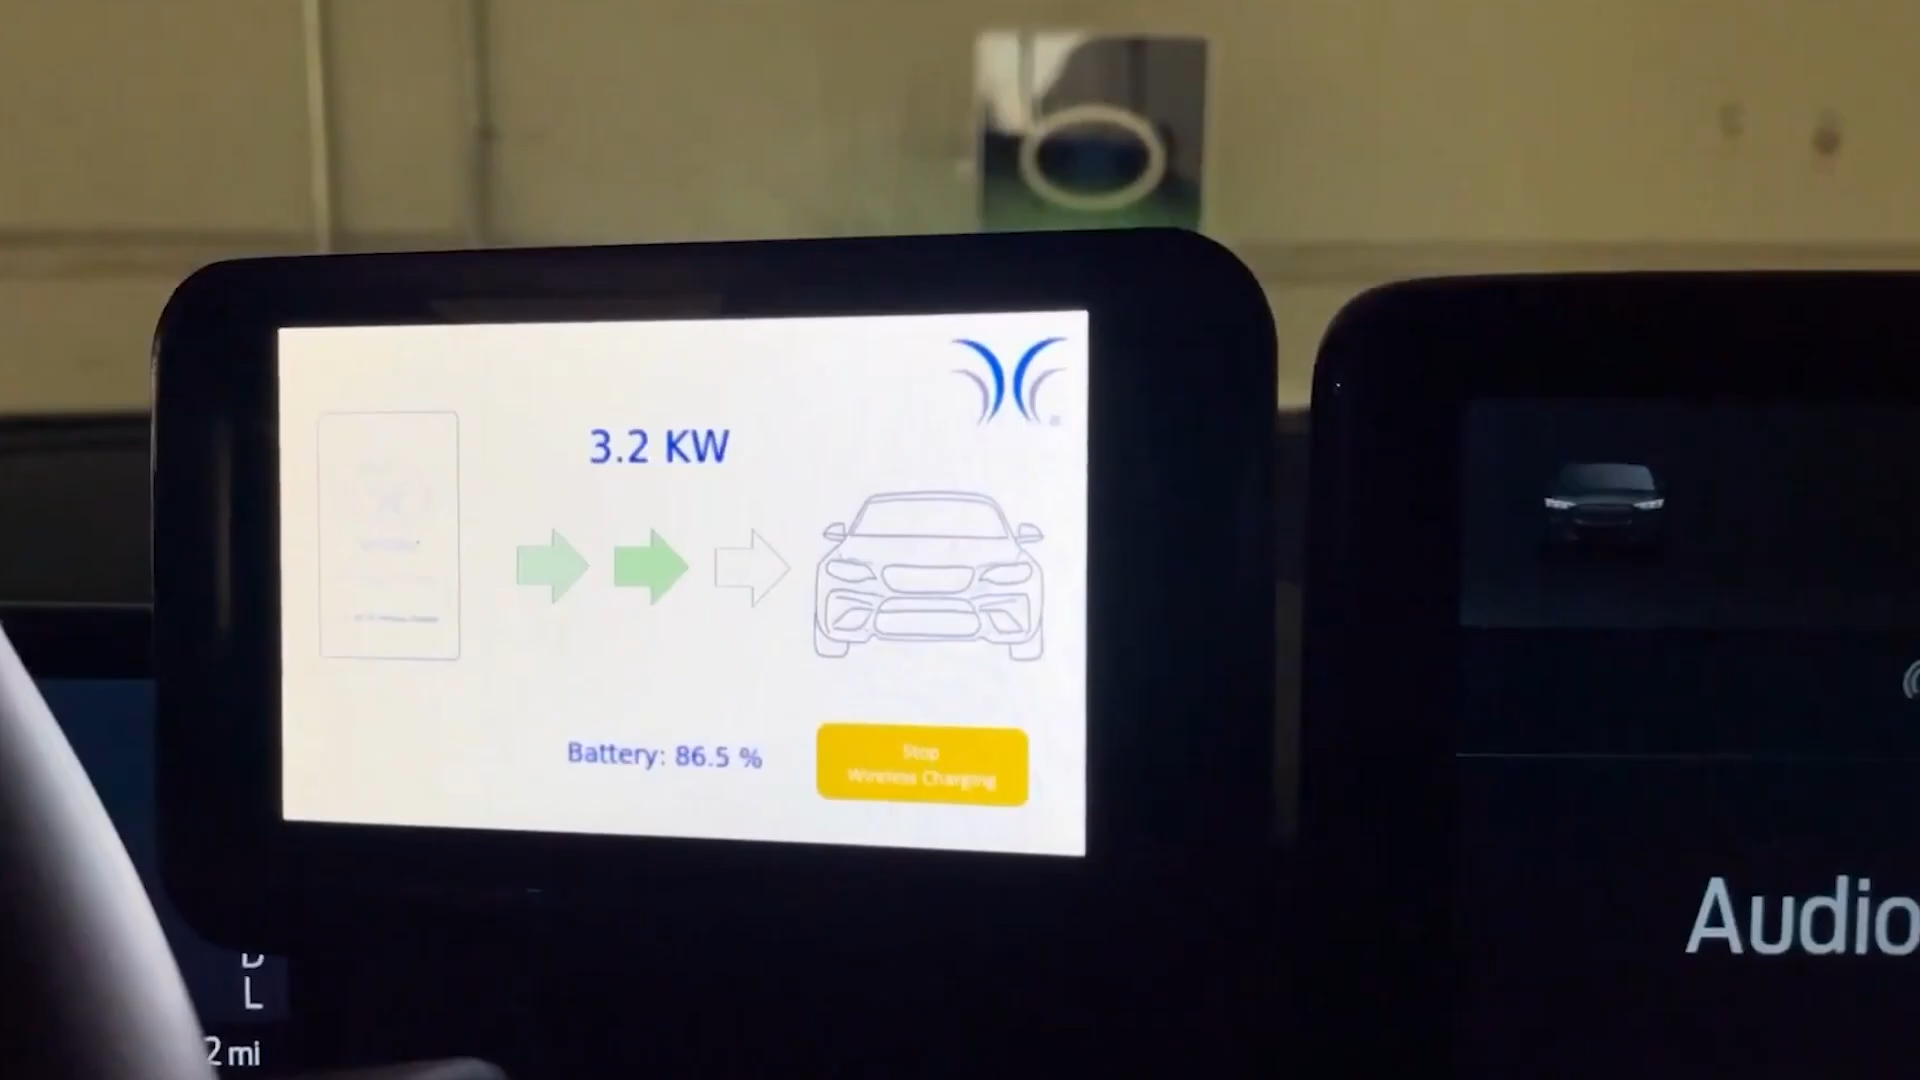 3.2 KW
Battery: 86.5 %
Stop
Wireless Charging
Audio
L
2 mi